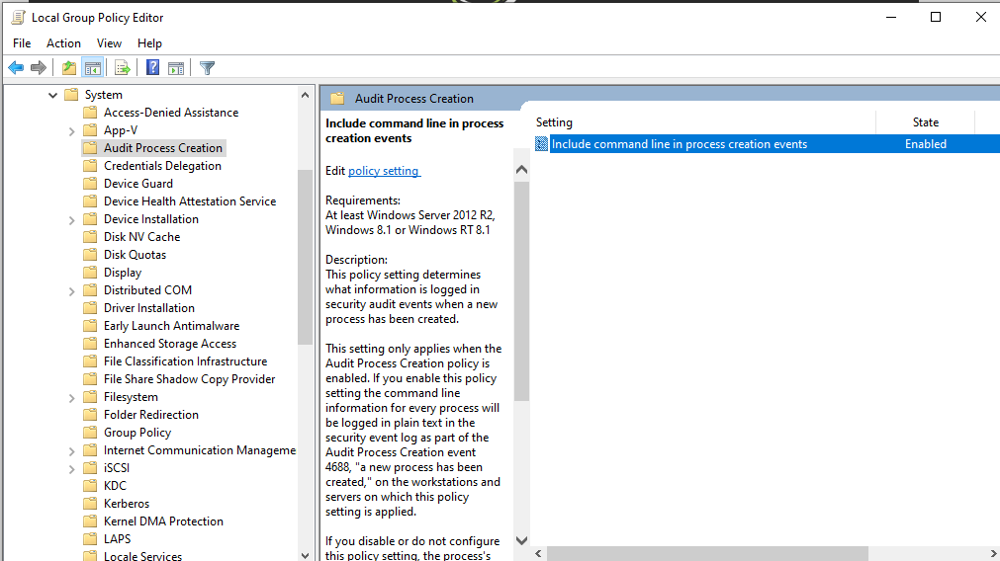 Local Group Policy Editor
File Action View Help
System
Access-Denied Assistance
App-V
Audit Process Creation
Credentials Delegation
Device Guard
Device Health Attestation Service
Device Installation
Disk NV Cache
Disk Quotas
Display
Distributed COM
Driver Installation
Early Launch Antimalware
Enhanced Storage Access
File Classification Infrastructure
File Share Shadow Copy Provider
Filesystem
Folder Redirection
Group Policy
Internet Communication Manageme
iSCSI
KDC
Kerberos
Kernel DMA Protection
LAPS
Locale Services
Audit Process Creation
Include command line in process
creation events
Edit policy setting
Requirements:
At least Windows Server 2012 R2,
Windows 8.1 or Windows RT 8.1
Description:
This policy setting determines
what information is logged in
security audit events when a new
process has been created.
This setting only applies when the
Audit Process Creation policy is
enabled. If you enable this policy
setting the command line
information for every process will
be logged in plain text in the
security event log as part of the
Audit Process Creation event
4688, "a new process has been
created," on the workstations and
servers on which this policy
setting is applied.
If you disable or do not configure
this policy setting, the process's
Setting State
Include command line in process creation events Enabled